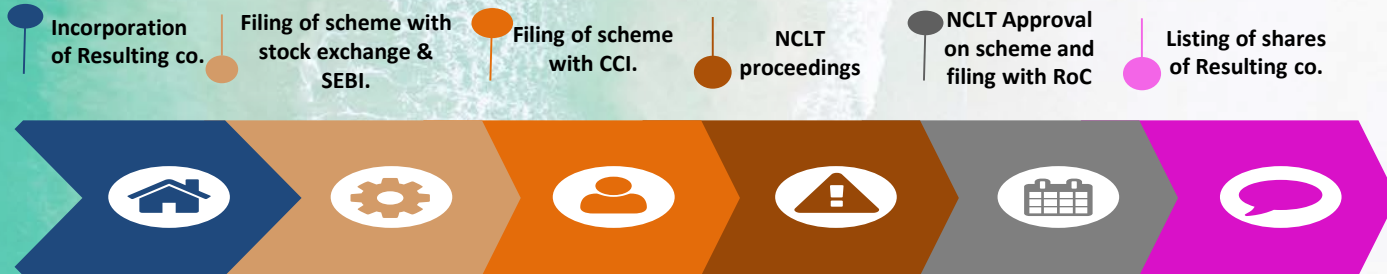 Incorporation
of Resulting co.
Filing of scheme with
stock exchange &
SEBI.
Filing of scheme
with CCI.
NCLT
proceedings
NCLT Approval
on scheme and
filing with RoC
Listing of shares
of Resulting co.